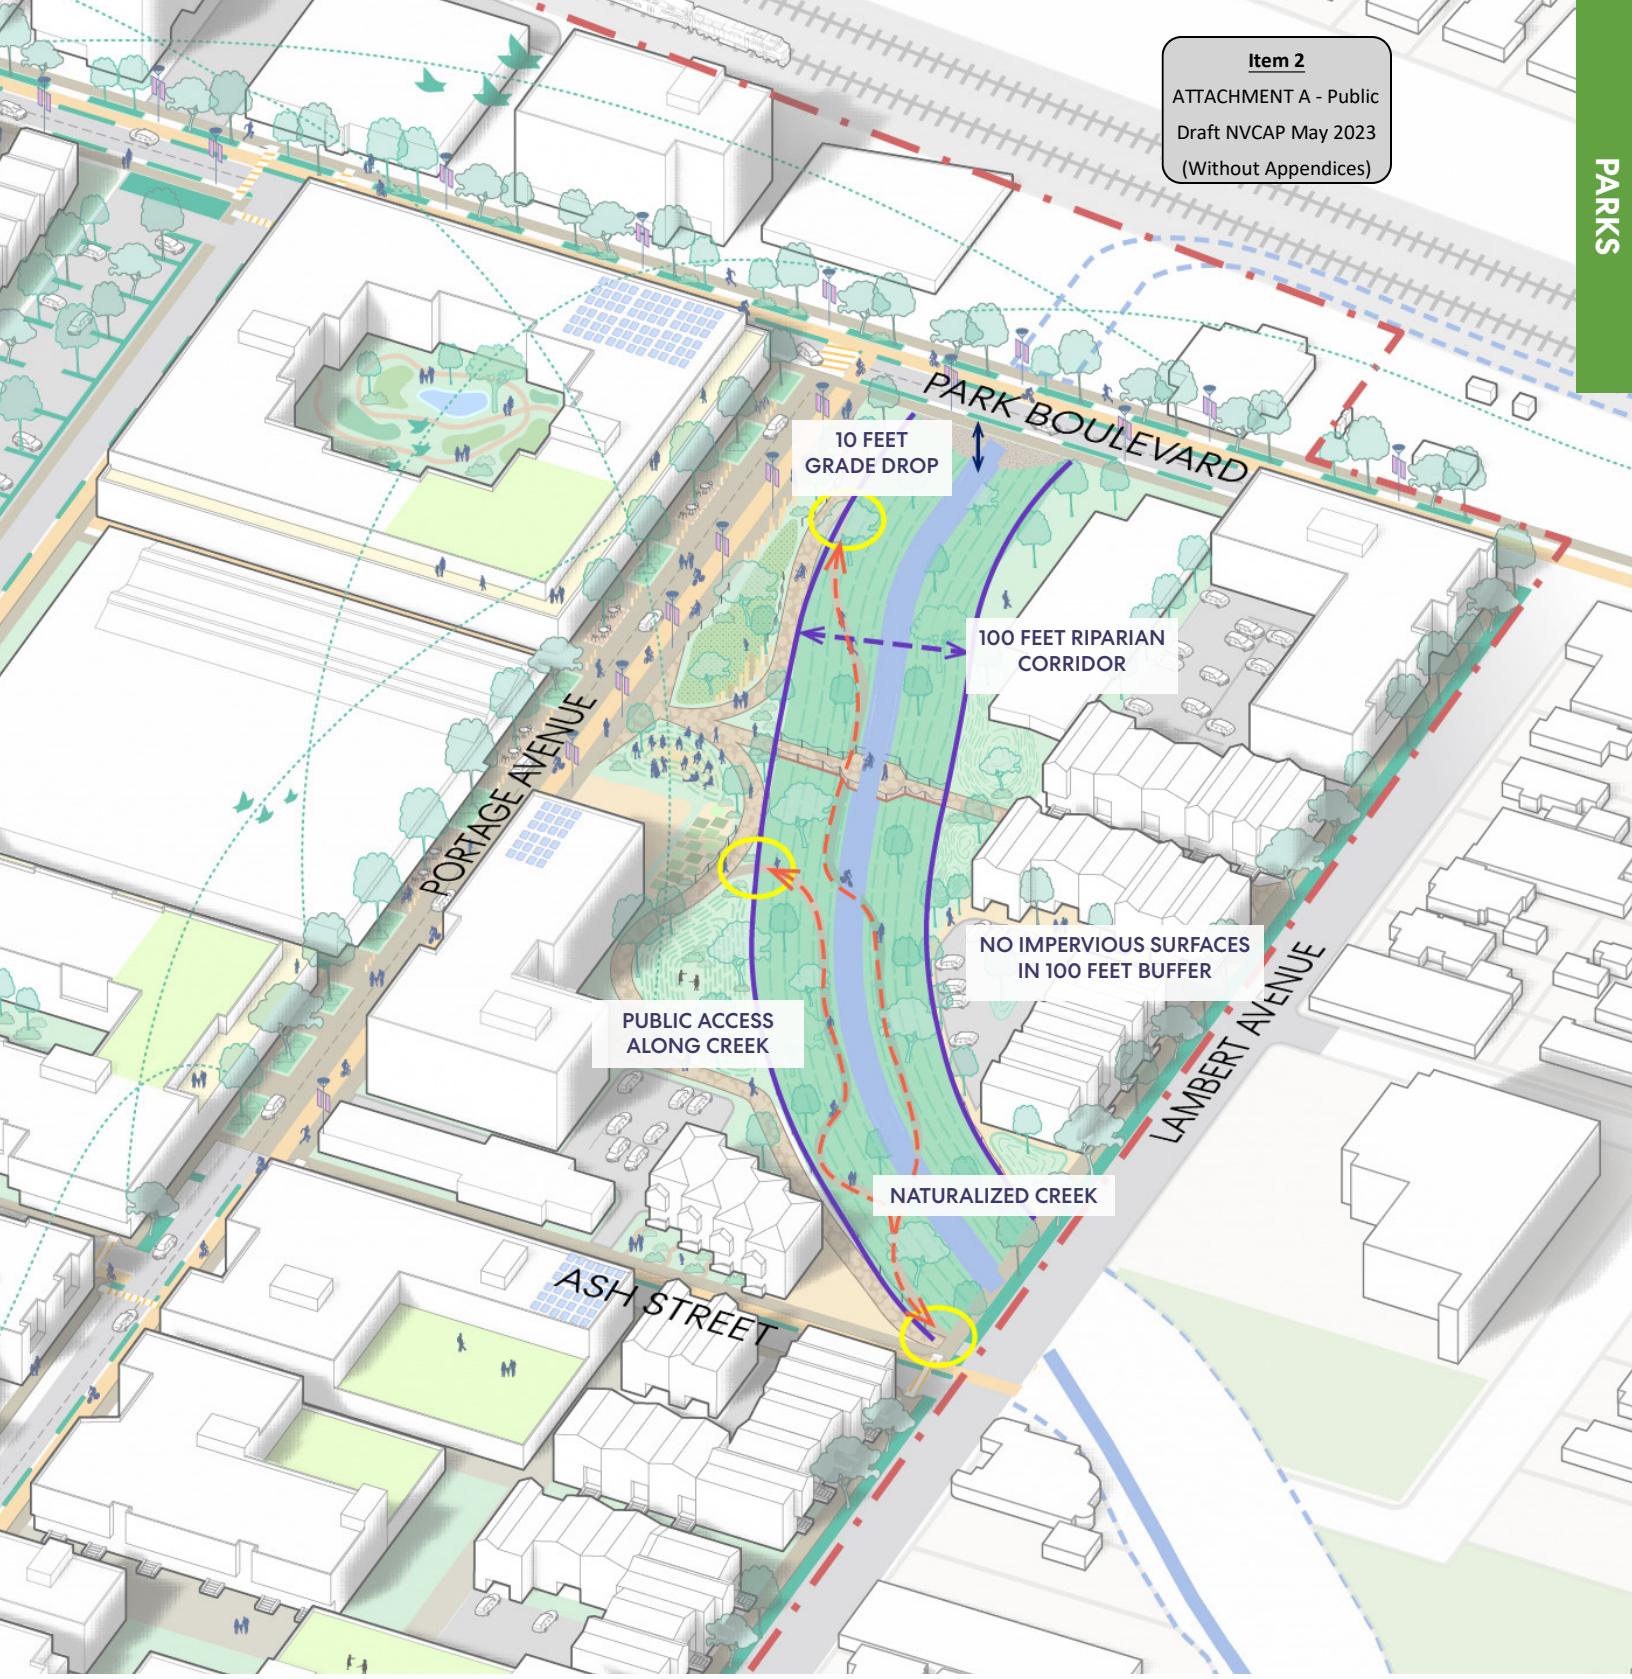 Item 2
ATTACHMENT A - Public
Draft NVCAP May 2023
(Without Appendices)
PARKS
PARK BOULEVARD
10 FEET
GRADE DROP
100 FEET RIPARIAN
CORRIDOR
PORTAGE AVENUE
NO IMPERVIOUS SURFACES
IN 100 FEET BUFFER
PUBLIC ACCESS
ALONG CREEK
LAMBERT AVENUE
NATURALIZED CREEK
ASH STREET